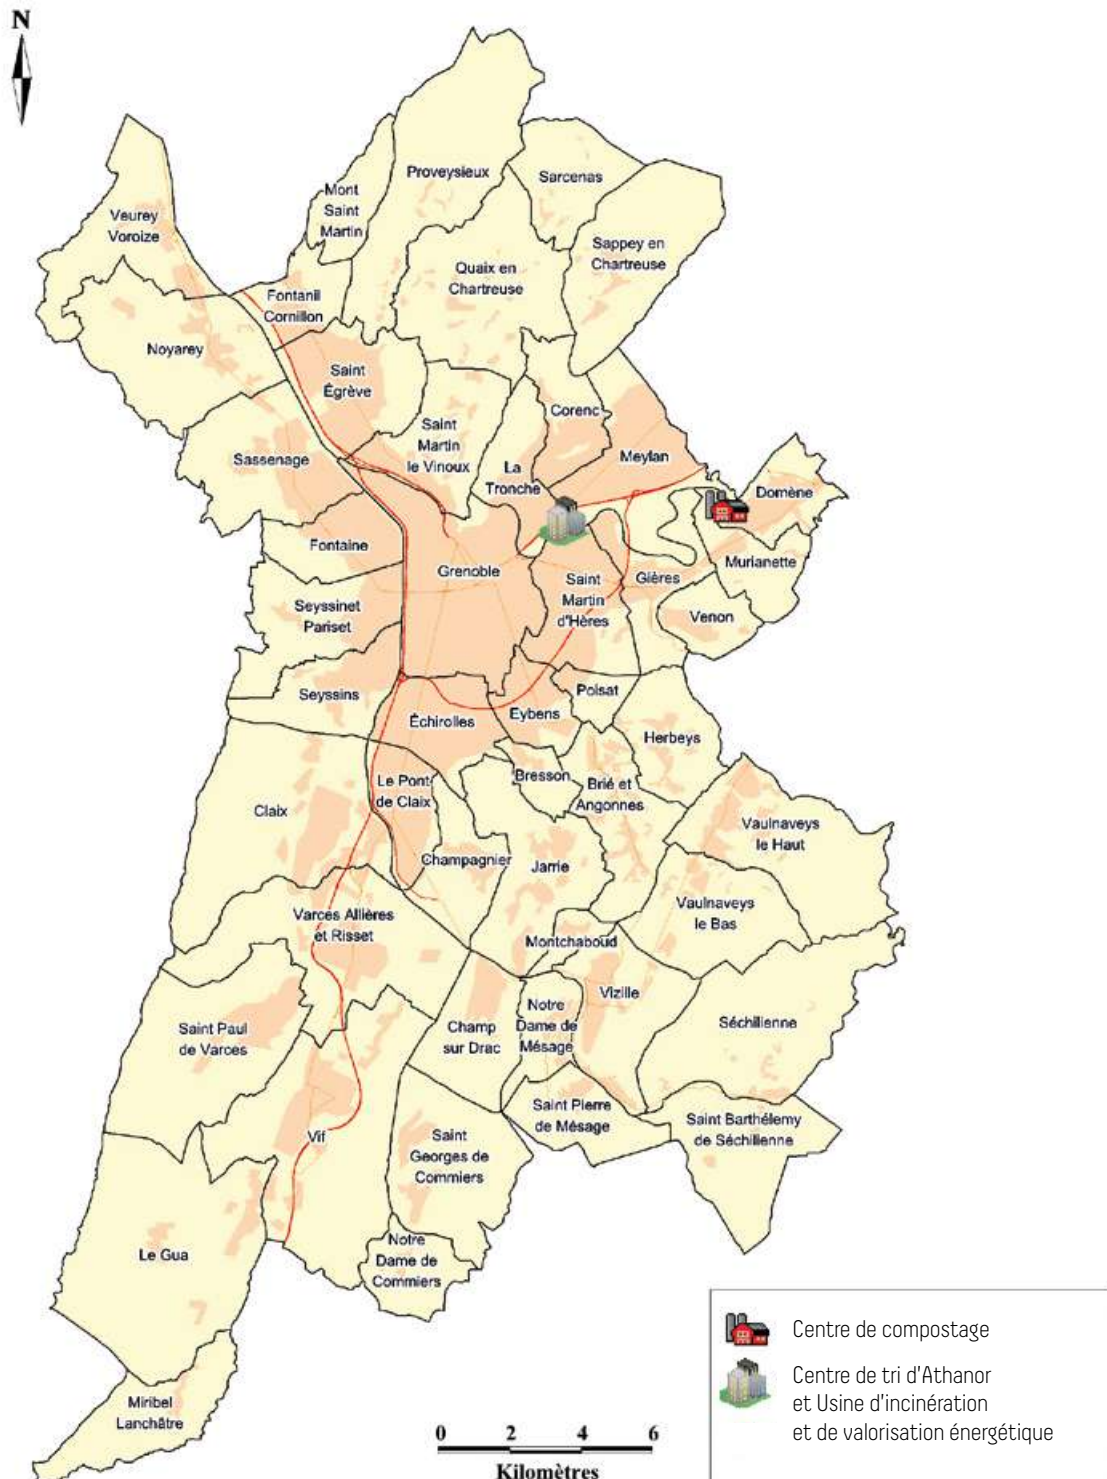 N
Proveysieux
Sarcenas
Mont
Saint
Martin
Veurey
Voroize
Sappey en
Chartreuse
Quaix en
Chartreuse
Fontanil
Cornillon
Noyarey
Saint
Égrève
Corenc
Saint
Martin
le Vinoux
Sassenage
Meylan
La
Tronche
Domène
Fontaine
Grenoble
Murianette
Saint
Martin
d'Hères
Gières
Seyssinet
Pariset
Venon
Seyssins
Poisat
Échirolles
Eybens
Herbeys
Le Pont
de Claix
Bresson
Brié et
Angonnes
Claix
Vaulnaveys
le Haut
Champagnier
Jarrie
Varces Allières
et Risset
Vaulnaveys
le Bas
Montchaboud
Vizille
Notre
Dame de
Mésage
Saint Paul
de Varces
Champ
sur Drac
Séchilienne
Saint Pierre
de Mésage
Saint Barthélemy
de Séchilienne
Vif
Saint
Georges de
Commiers
Le Gua
Notre
Dame de
Commiers
Miribel
Lanchâtre
0 2 4 6
Kilomètres
Centre de compostage
Centre de tri d'Athanor
et Usine d'incinération
et de valorisation énergétique